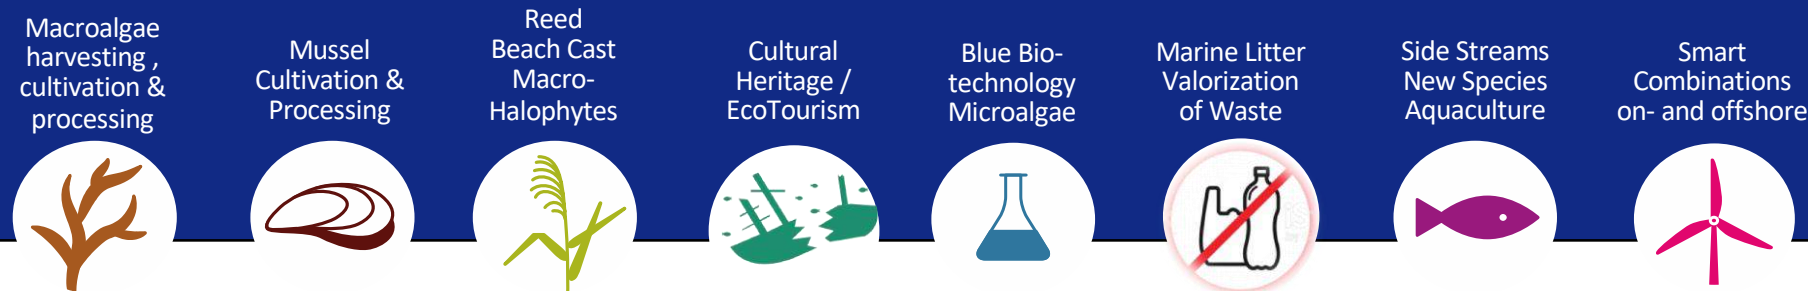 Macroalgae
harvesting ,
cultivation &
processing
Mussel
Cultivation &
Processing
Reed
Beach Cast
Macro-
Halophytes
Cultural
Heritage /
EcoTourism
Blue Bio-
technology
Microalgae
Marine Litter
Valorization
of Waste
Side Streams
New Species
Aquaculture
Smart
Combinations
on- and offshore